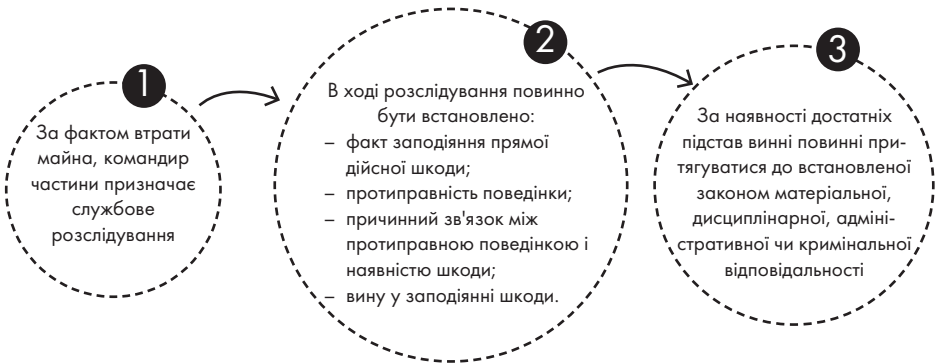 1
За фактом втрати
майна, командир
частини призначає
службове
розслідування
2
В ході розслідування повинно
бути встановлено:
– факт заподіяння прямої
дійсної шкоди;
– протиправність поведінки;
– причинний зв'язок між
протиправною поведінкою і
наявністю шкоди;
– вину у заподіянні шкоди.
3
За наявності достатніх
підстав винні повинні при-
тягуватися до встановленої
законом матеріальної,
дисциплінарної, адміні-
стративної чи кримінальної
відповідальності